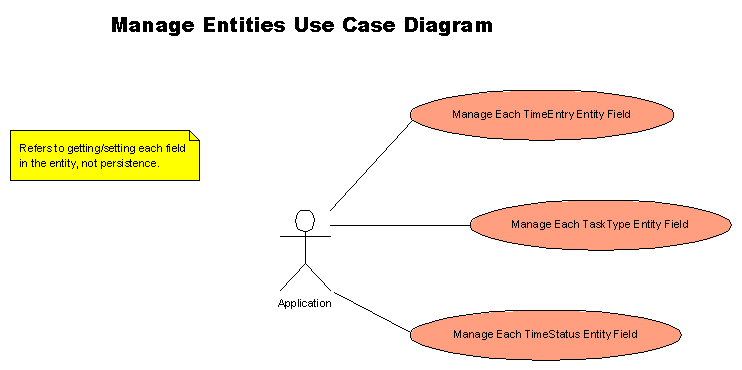 Manage Entities Use Case Diagram
Manage Each TimeEntry Entity Field
Refers to getting/setting each field
in the entity, not persistence.
Manage Each TaskType Entity Field
Application
Manage Each TimeStatus Entity Field